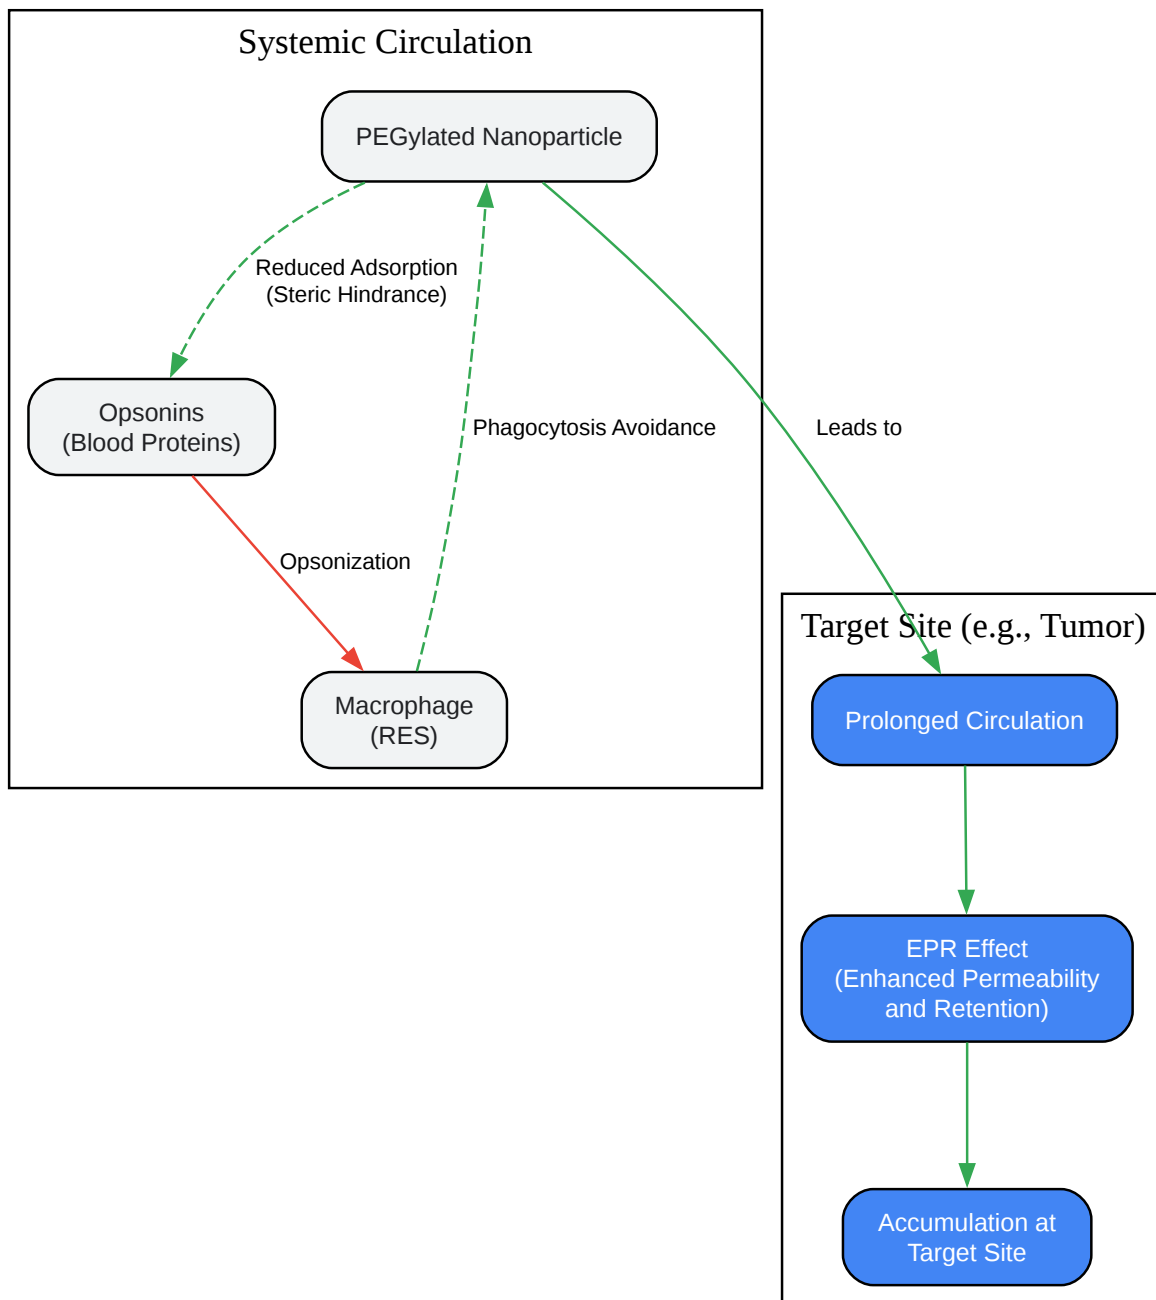 Systemic Circulation
PEGylated Nanoparticle
Reduced Adsorption
(Steric Hindrance)
Opsonins
(Blood Proteins)
Phagocytosis Avoidance
Leads to
Opsonization
Macrophage
(RES)
Target Site (e.g., Tumor)
Prolonged Circulation
EPR Effect
(Enhanced Permeability
and Retention)
Accumulation at
Target Site